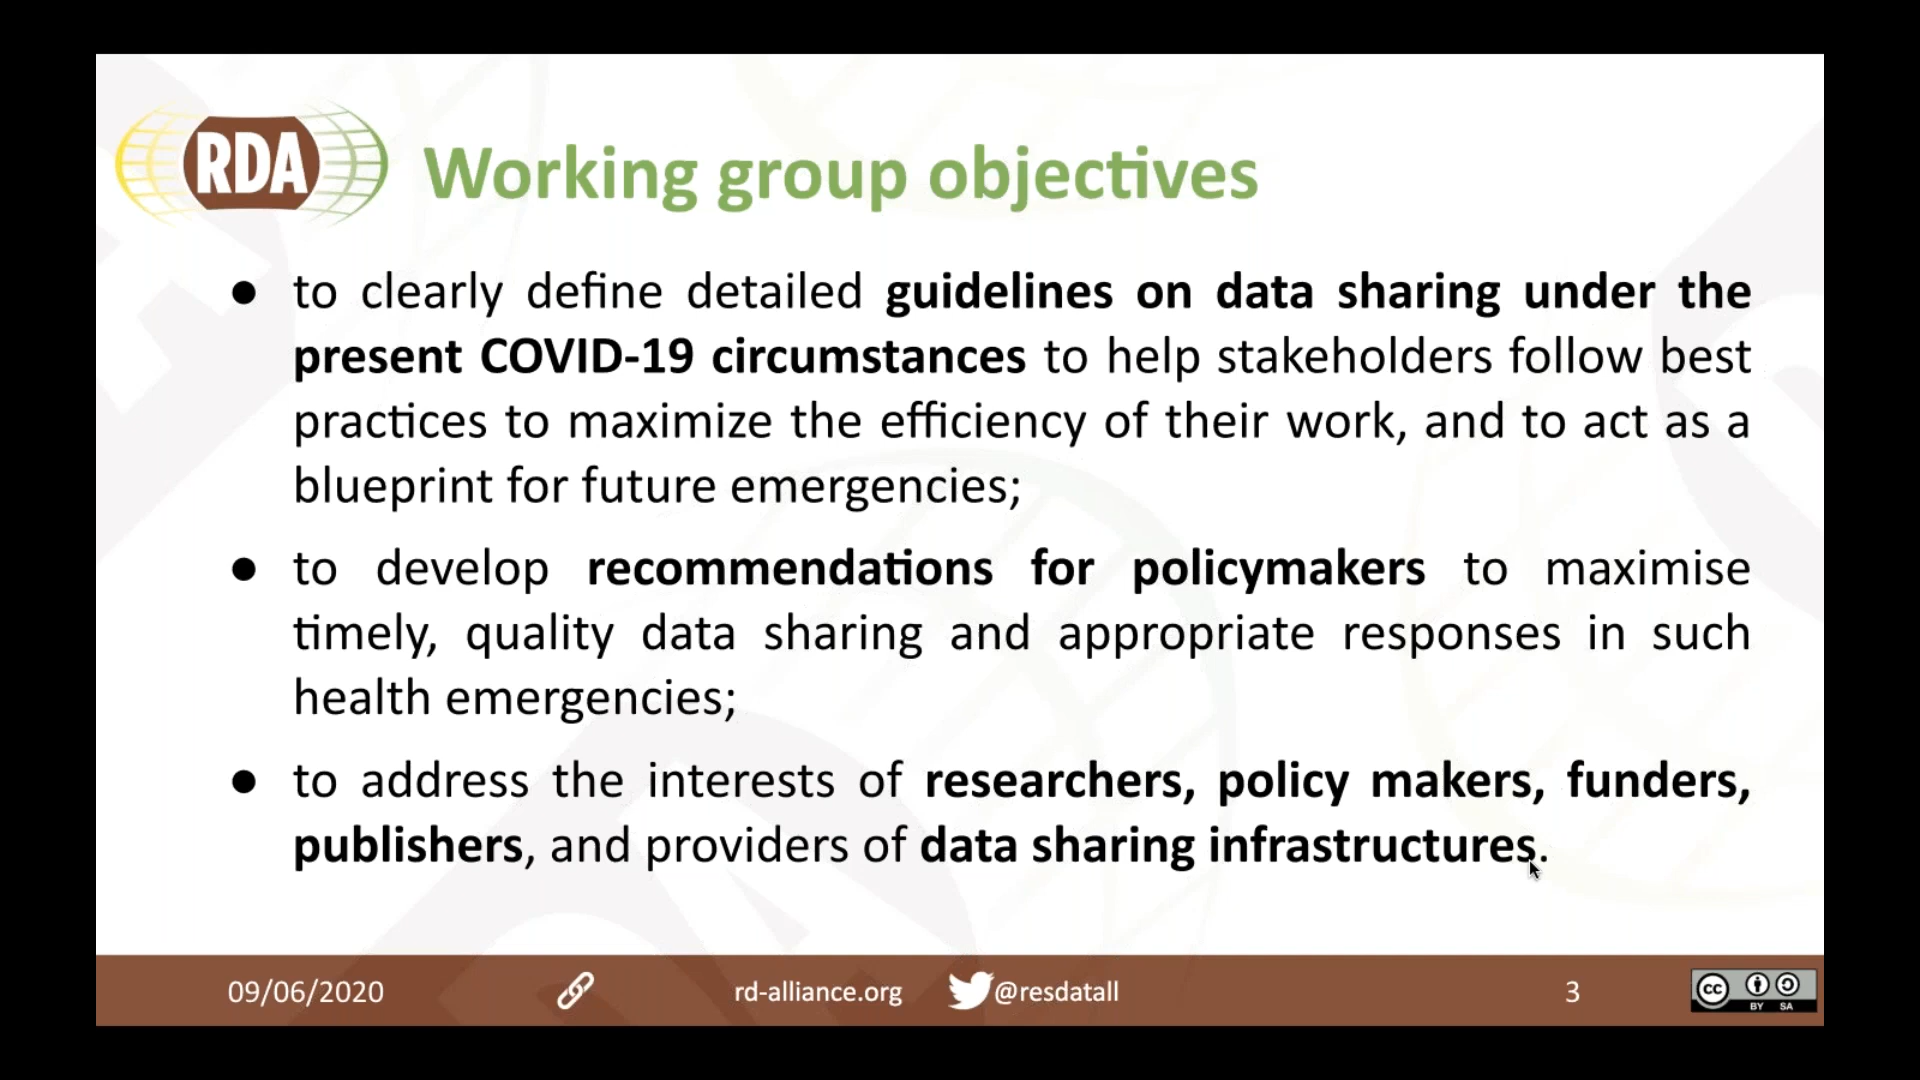 RDA
Working group objectives
● to clearly define detailed guidelines on data sharing under the
present COVID-19 circumstances to help stakeholders follow best
practices to maximize the efficiency of their work, and to act as a
blueprint for future emergencies;
● to develop recommendations for policymakers to maximise
timely, quality data sharing and appropriate responses in such
health emergencies;
● to address the interests of researchers, policy makers, funders,
publishers, and providers of data sharing infrastructures.
09/06/2020 rd-alliance.org @resdatall 3 cc BY SA